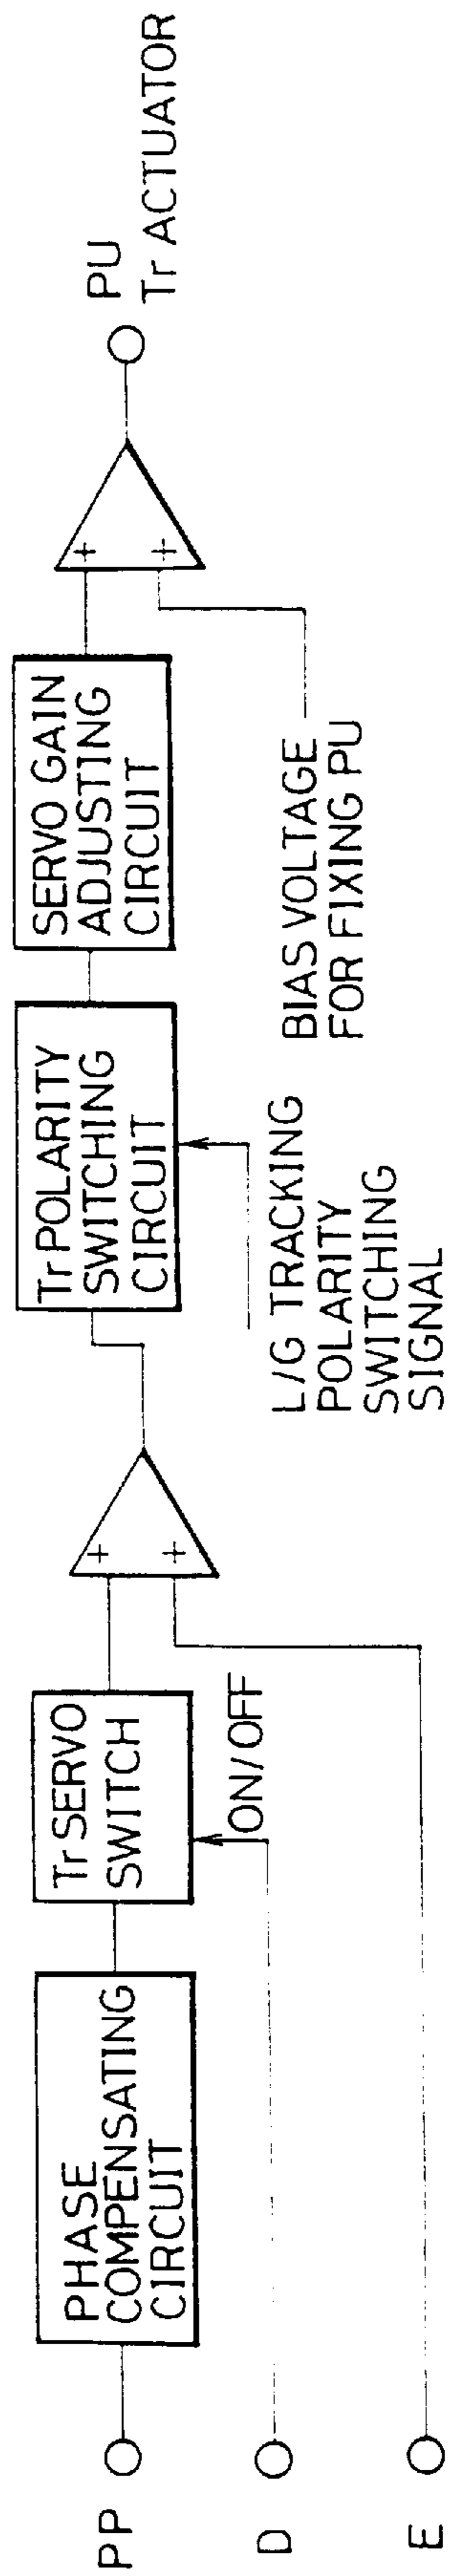 PP
D
E
PHASE
COMPENSATING
CIRCUIT
Tr SERVO
SWITCH
ON/OFF
+
+
Tr POLARITY
SWITCHING
CIRCUIT
L/G TRACKING
POLARITY
SWITCHING
SIGNAL
SERVO GAIN
ADJUSTING
CIRCUIT
BIAS VOLTAGE
FOR FIXING PU
+
+
PU
Tr ACTUATOR